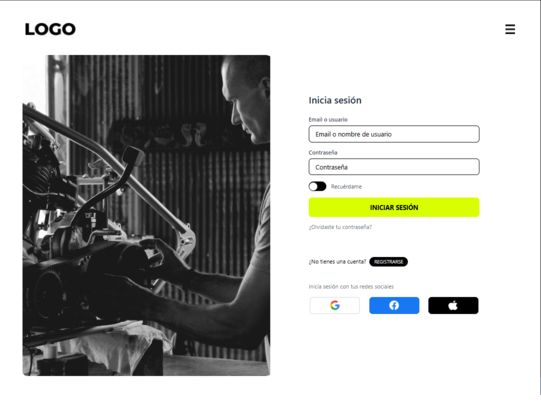 LOGO
Inicia sesión
Email o usuario
Email o nombre de usuario
Contraseña
Contraseña
Recuérdame
INICIAR SESIÓN
¿Olvidaste tu contraseña?
¿No tienes una cuenta? REGISTRARSE
Inicia sesión con tus redes sociales